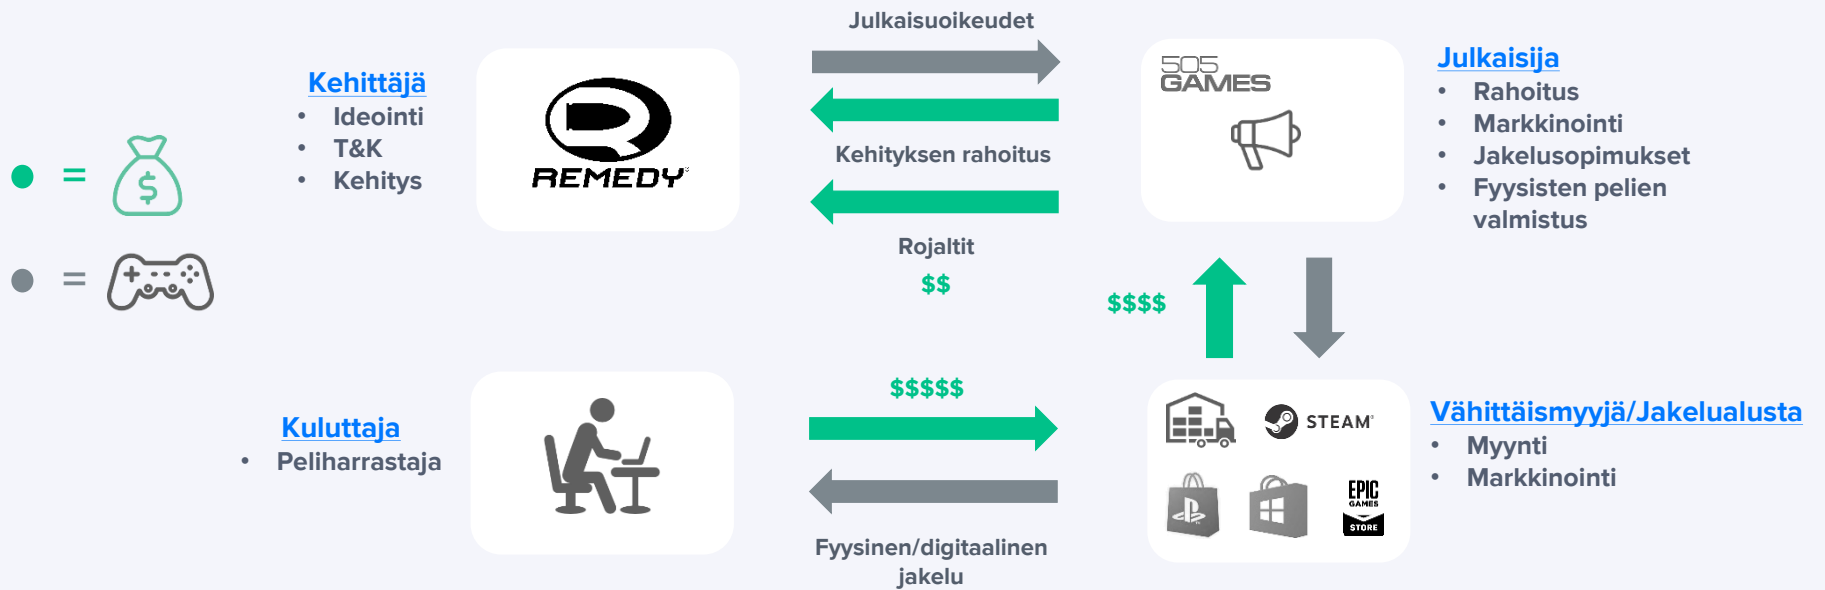 Julkaisuoikeudet
Kehittäjä
• Ideointi
• T&K
• Kehitys
REMEDY
505
GAMES
Julkaisija
• Rahoitus
• Markkinointi
• Jakelusopimukset
• Fyysisten pelien
valmistus
Kehityksen rahoitus
Rojaltit
$$
= $
=
$$$$
$$$$$
Kuluttaja
• Peliharrastaja
STEAM
EPIC
GAMES
STORE
Vähittäismyyjä/Jakelualusta
• Myynti
• Markkinointi
Fyysinen/digitaalinen
jakelu